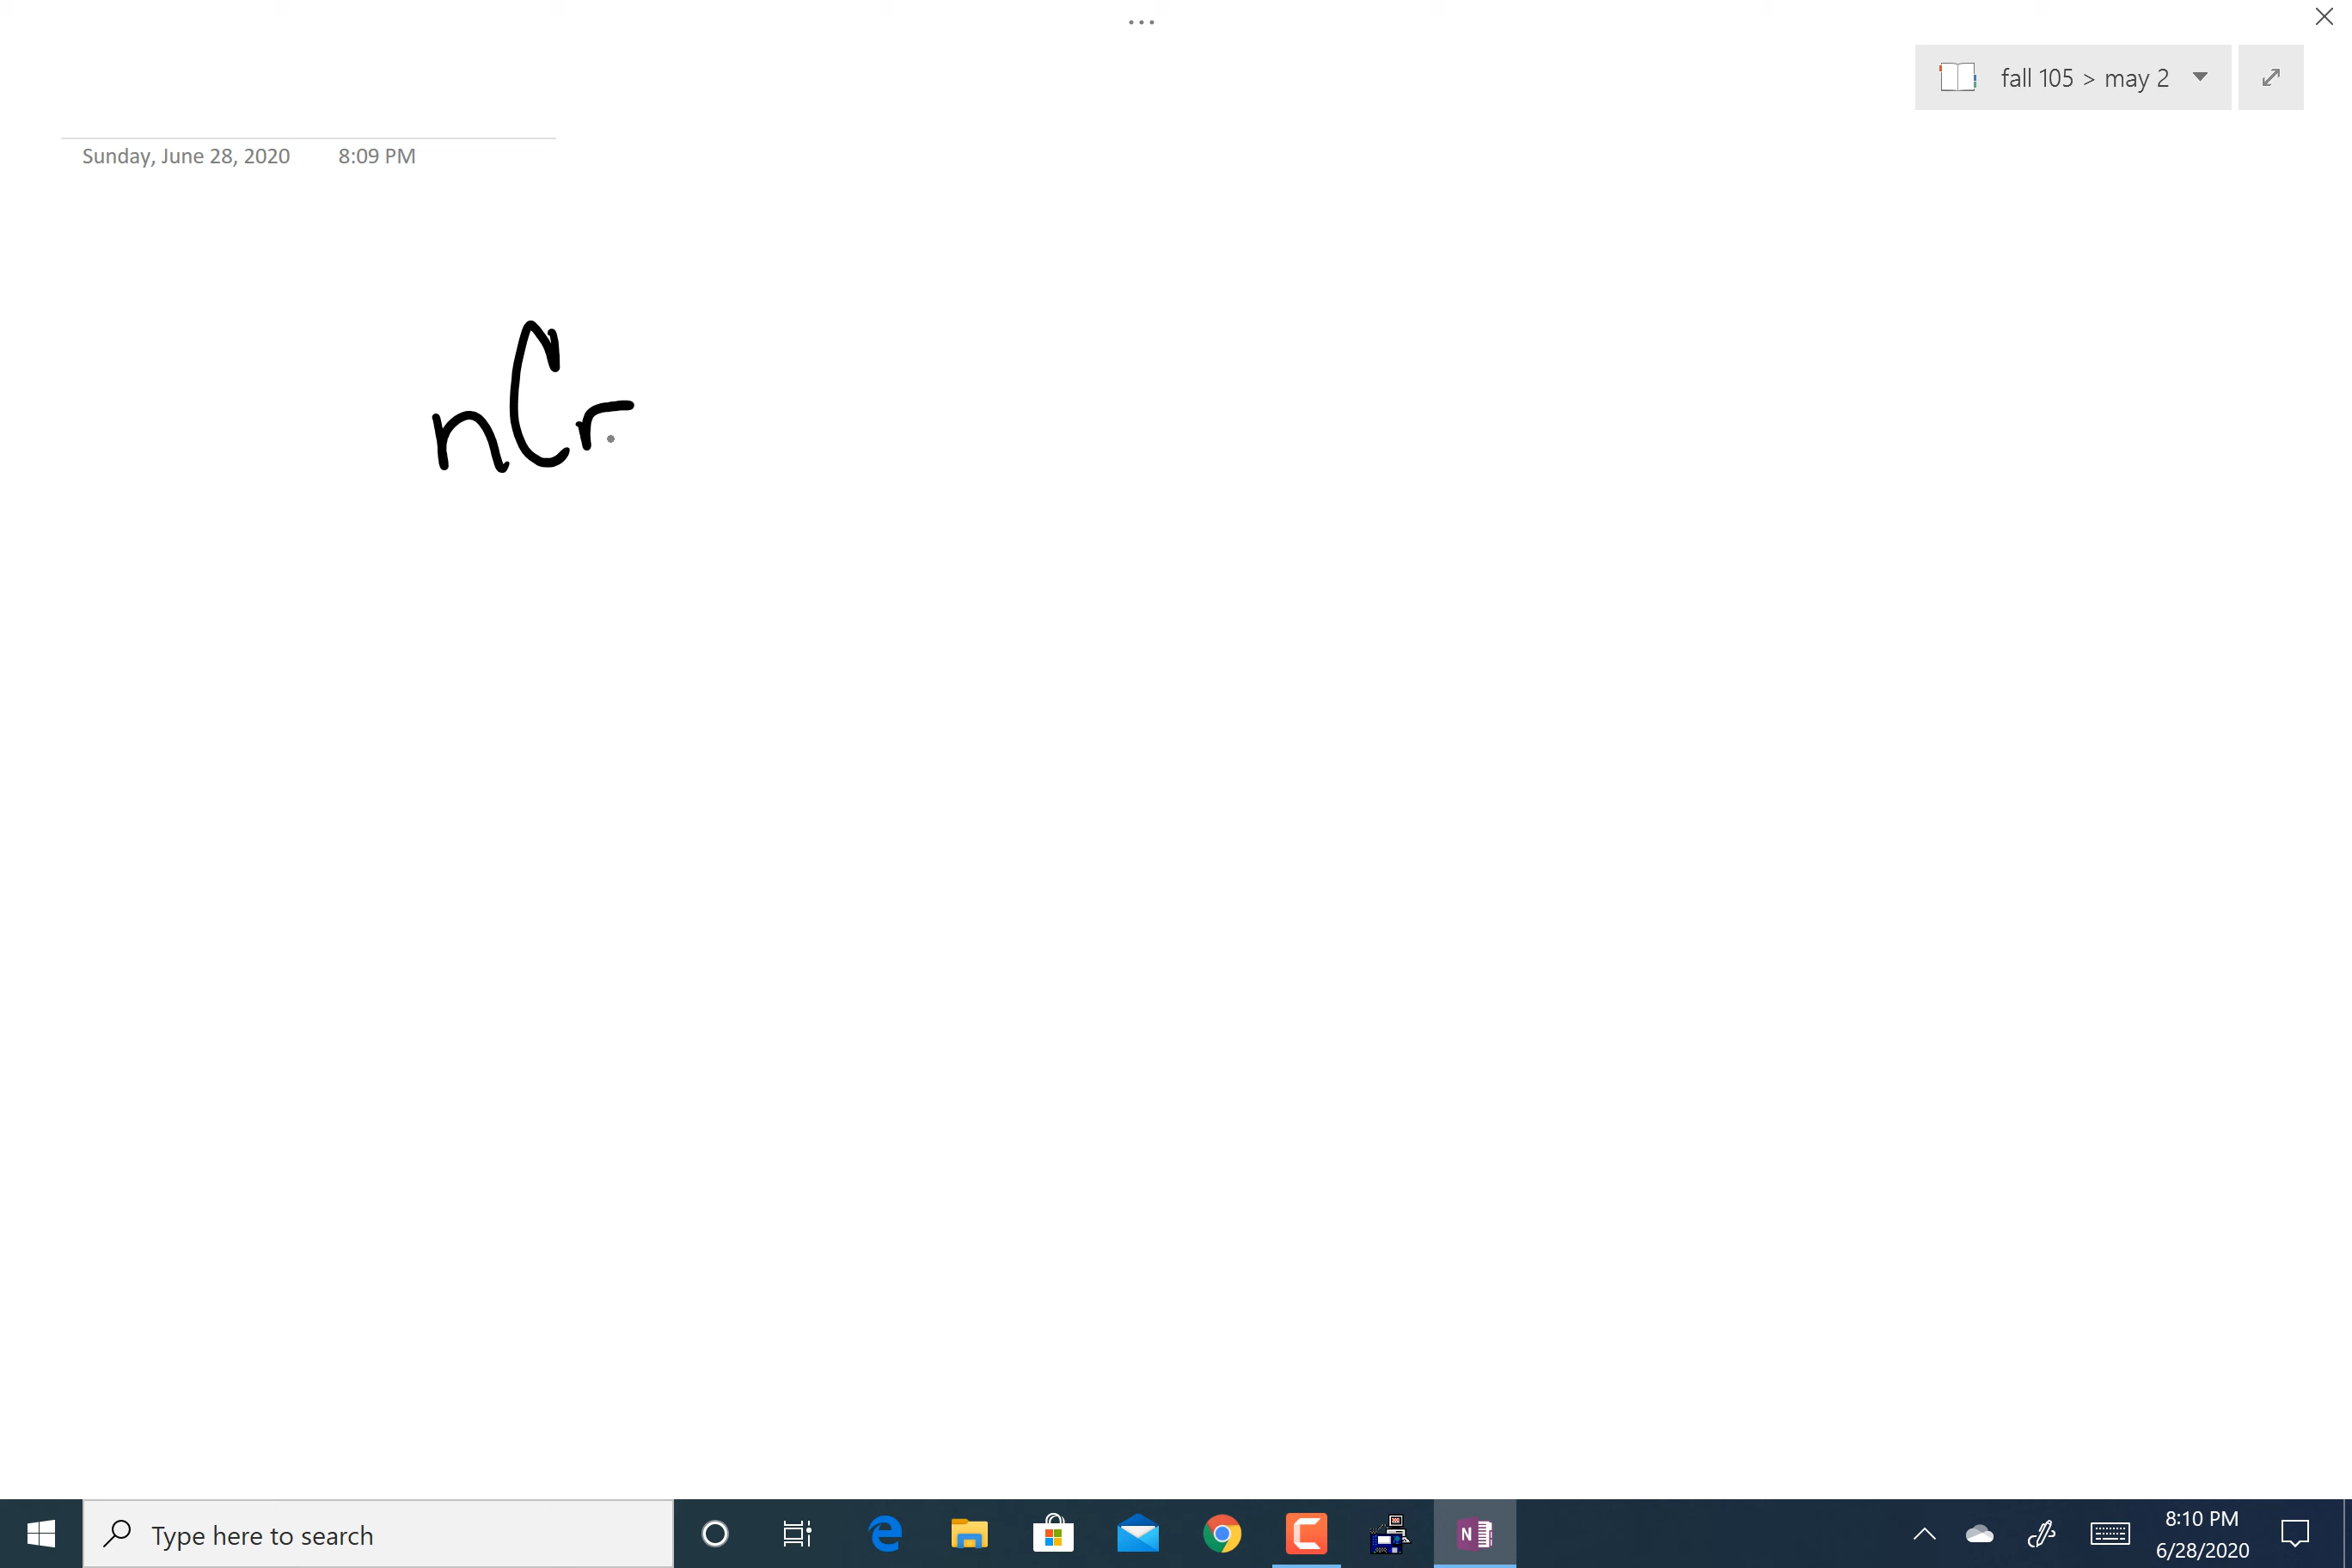 fall 105 > may 2
Sunday, June 28, 2020 8:09 PM
nCr
Type here to search
8:10 PM
6/28/2020